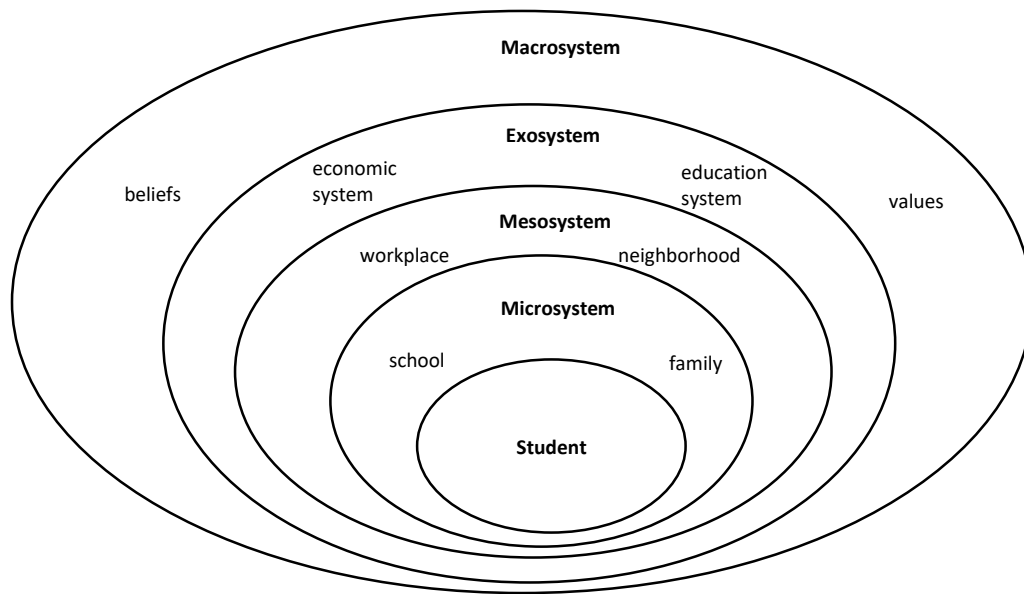 Macrosystem
Exosystem
economic
system
education
system
beliefs
values
Mesosystem
workplace
neighborhood
Microsystem
school
family
Student